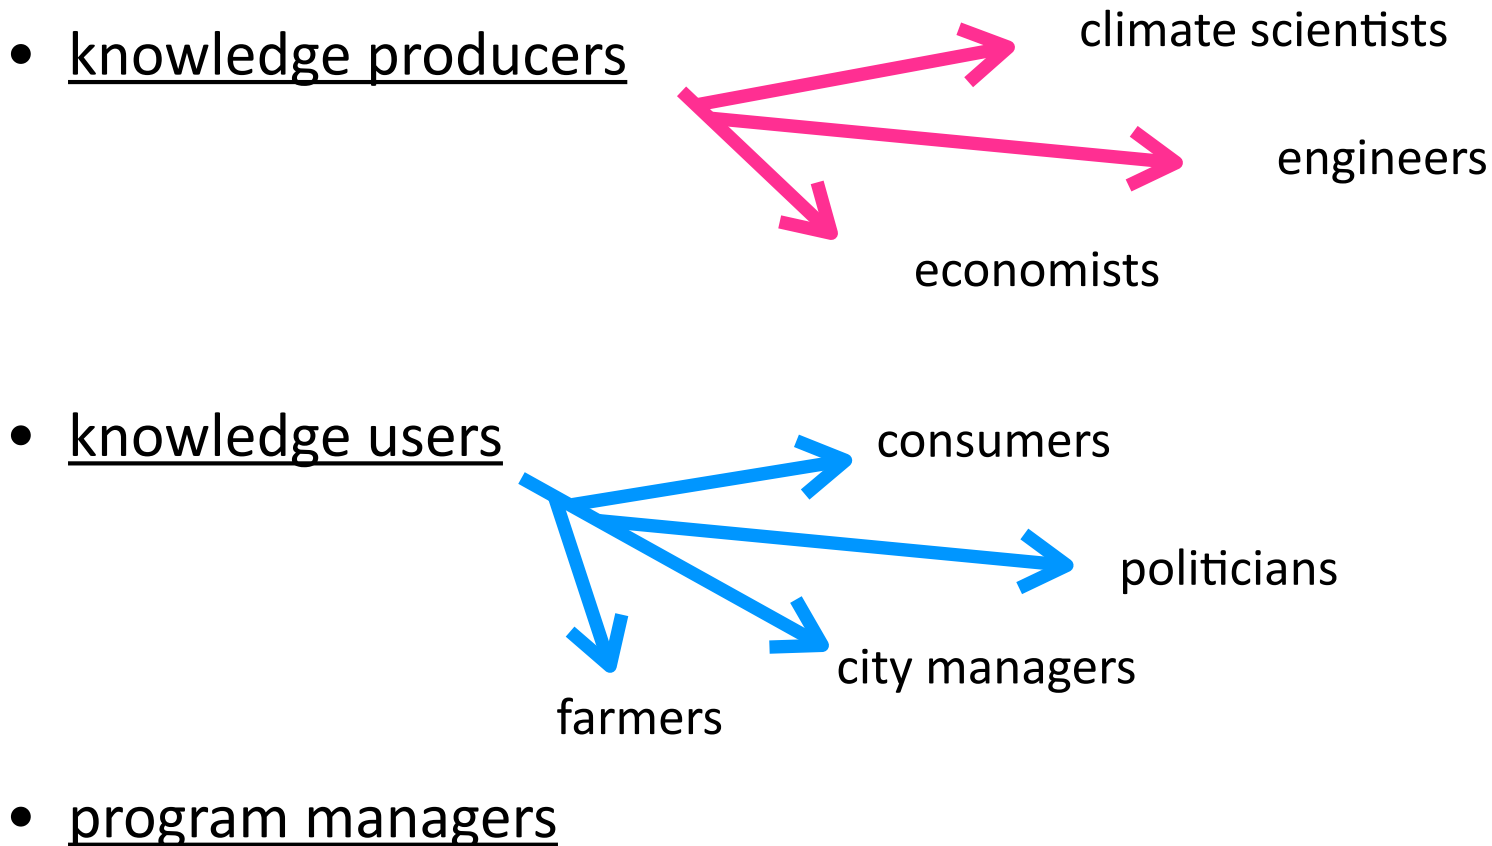 • knowledge producers
climate scientists
engineers
economists
• knowledge users
consumers
politicians
city managers
farmers
• program managers